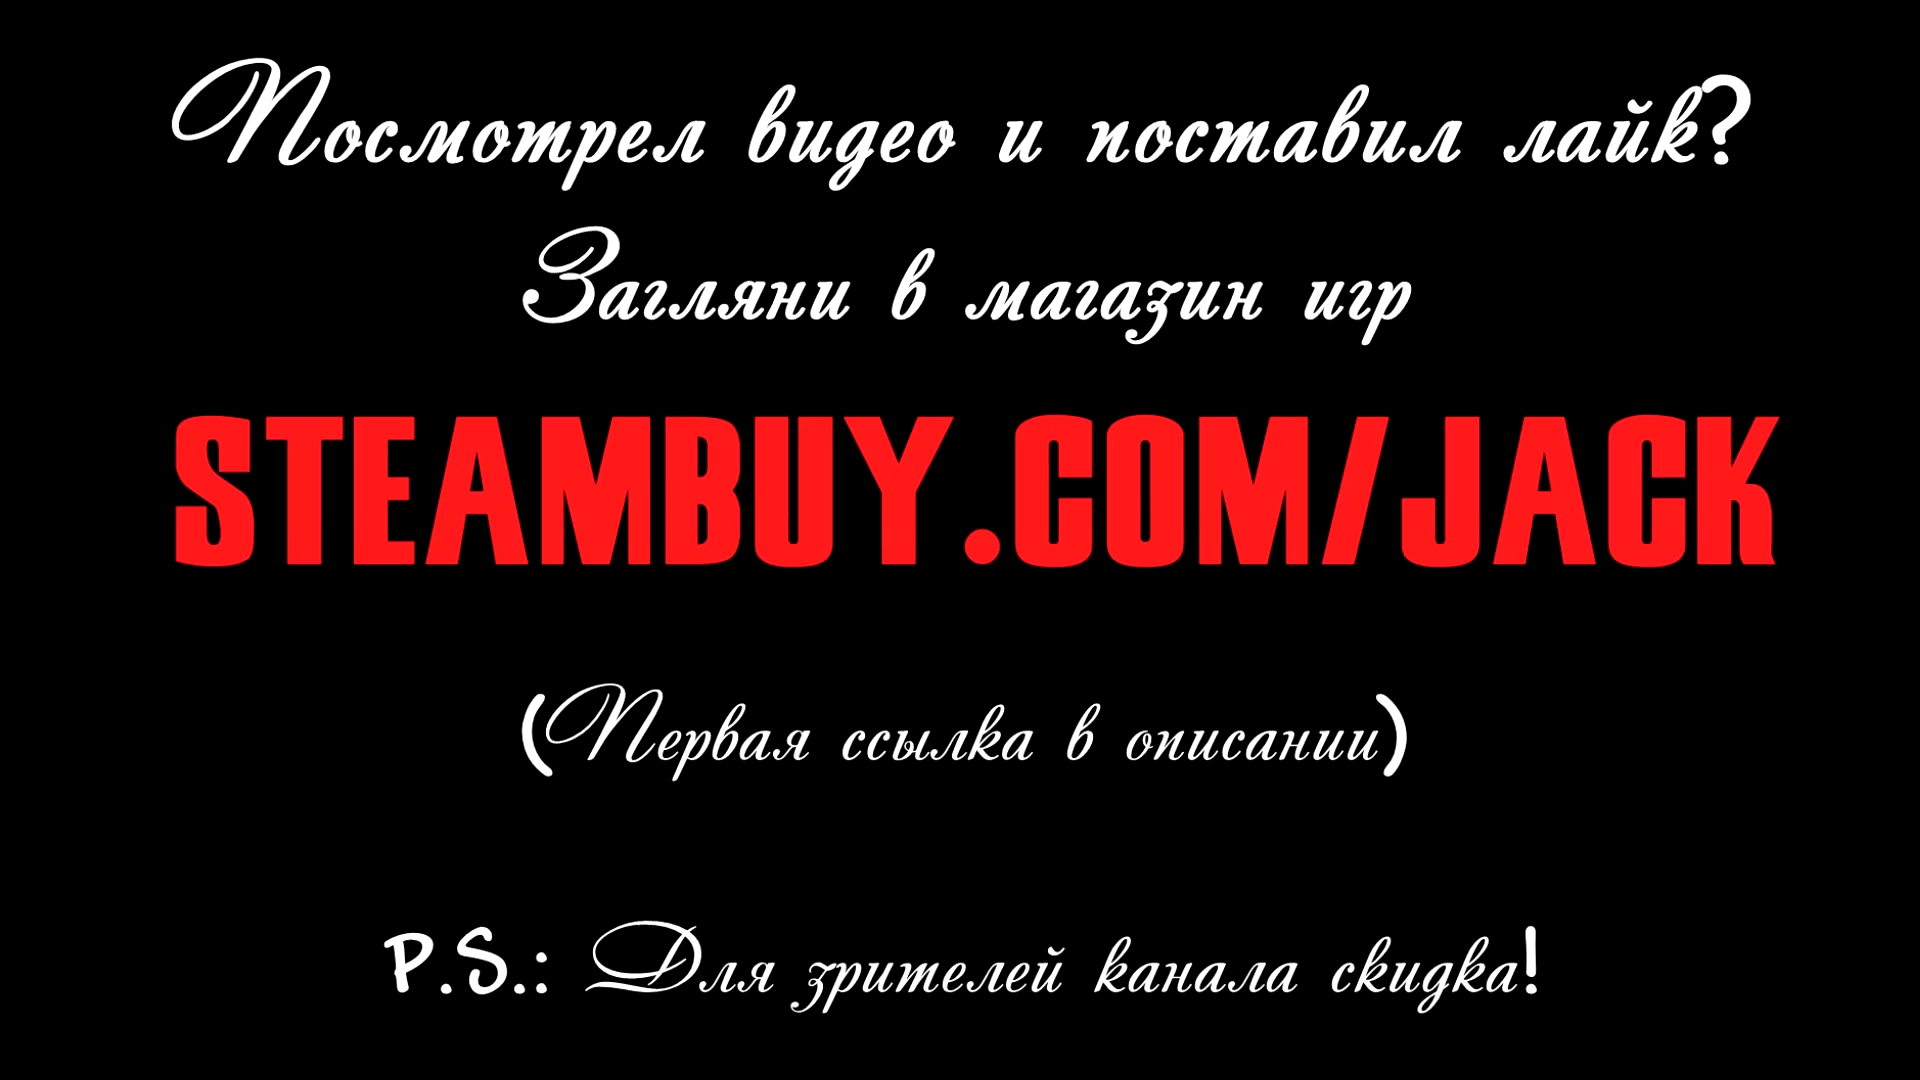 Посмотрел видео и поставил лайк?
Загляни в магазин игр
STEAMBUY.COM/JACK
(Первая ссылка в описании)
P.S.: Для зрителей канала скидка!